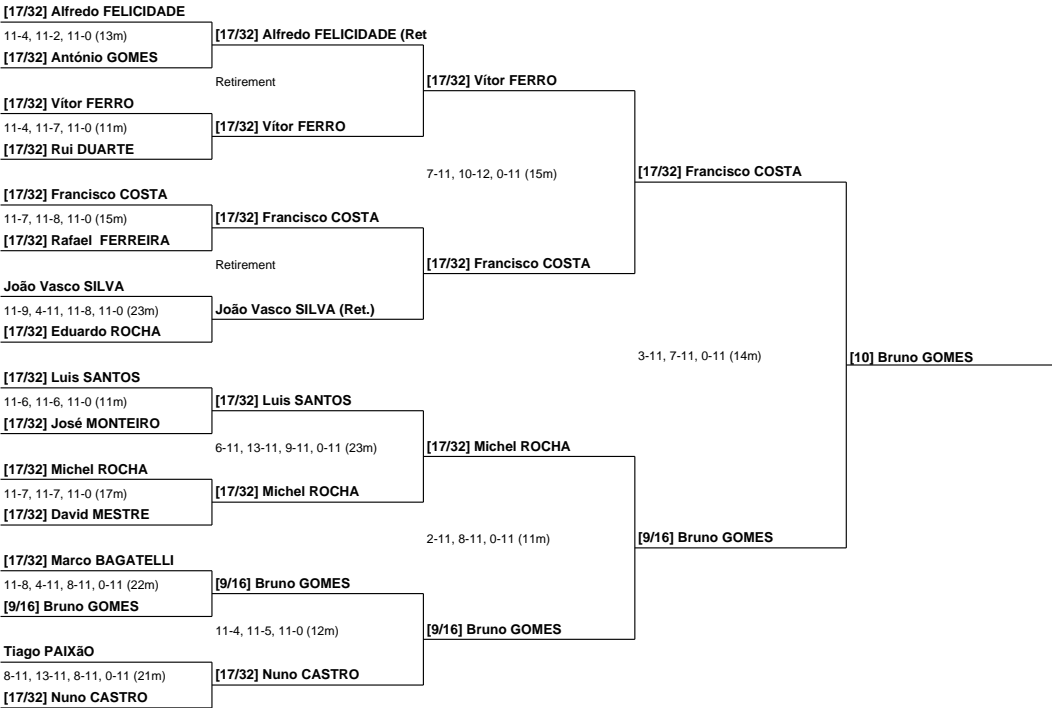 [17/32] Alfredo FELICIDADE
11-4, 11-2, 11-0 (13m)
[17/32] António GOMES
[17/32] Vítor FERRO
11-4, 11-7, 11-0 (11m)
[17/32] Rui DUARTE
[17/32] Francisco COSTA
11-7, 11-8, 11-0 (15m)
[17/32] Rafael  FERREIRA
João Vasco SILVA
11-9, 4-11, 11-8, 11-0 (23m)
[17/32] Eduardo ROCHA
[17/32] Luis SANTOS
11-6, 11-6, 11-0 (11m)
[17/32] José MONTEIRO
[17/32] Michel ROCHA
11-7, 11-7, 11-0 (17m)
[17/32] David MESTRE
[17/32] Marco BAGATELLI
11-8, 4-11, 8-11, 0-11 (22m)
[9/16] Bruno GOMES
Tiago PAIXãO
8-11, 13-11, 8-11, 0-11 (21m)
[17/32] Nuno CASTRO
[17/32] Alfredo FELICIDADE (Ret
Retirement
[17/32] Vítor FERRO
[17/32] Francisco COSTA
Retirement
João Vasco SILVA (Ret.)
[17/32] Luis SANTOS
6-11, 13-11, 9-11, 0-11 (23m)
[17/32] Michel ROCHA
[9/16] Bruno GOMES
11-4, 11-5, 11-0 (12m)
[17/32] Nuno CASTRO
[17/32] Vítor FERRO
7-11, 10-12, 0-11 (15m)
[17/32] Francisco COSTA
[17/32] Michel ROCHA
2-11, 8-11, 0-11 (11m)
[9/16] Bruno GOMES
[17/32] Francisco COSTA
3-11, 7-11, 0-11 (14m)
[9/16] Bruno GOMES
[10] Bruno GOMES